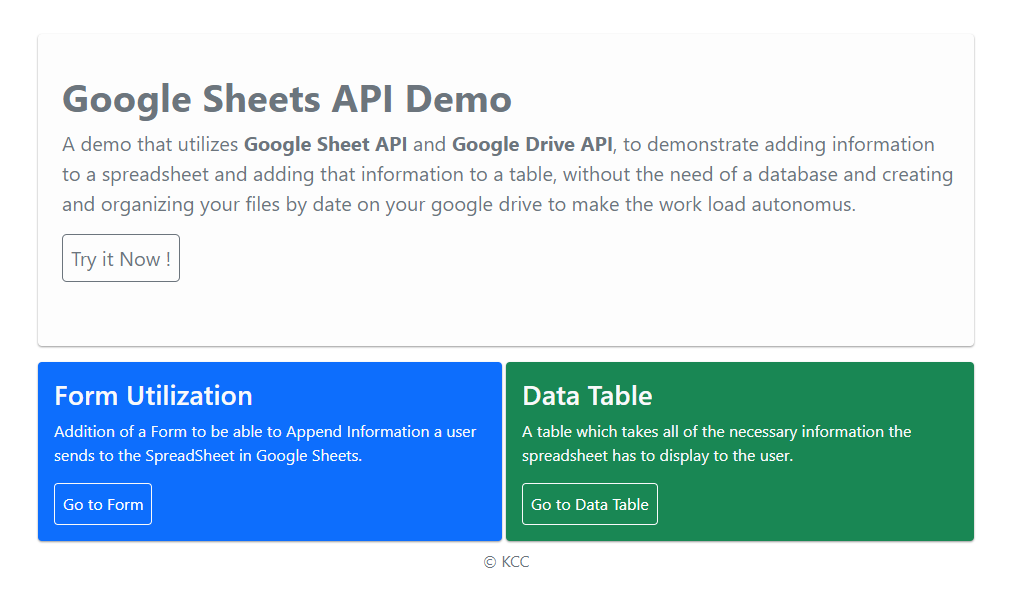 Google Sheets API Demo
A demo that utilizes Google Sheet API and Google Drive API, to demonstrate adding information
to a spreadsheet and adding that information to a table, without the need of a database and creating
and organizing your files by date on your google drive to make the work load autonomus.
Try it Now !
Form Utilization
Addition of a Form to be able to Append Information a user
sends to the SpreadSheet in Google Sheets.
Go to Form
Data Table
A table which takes all of the necessary information the
spreadsheet has to display to the user.
Go to Data Table
© KCC